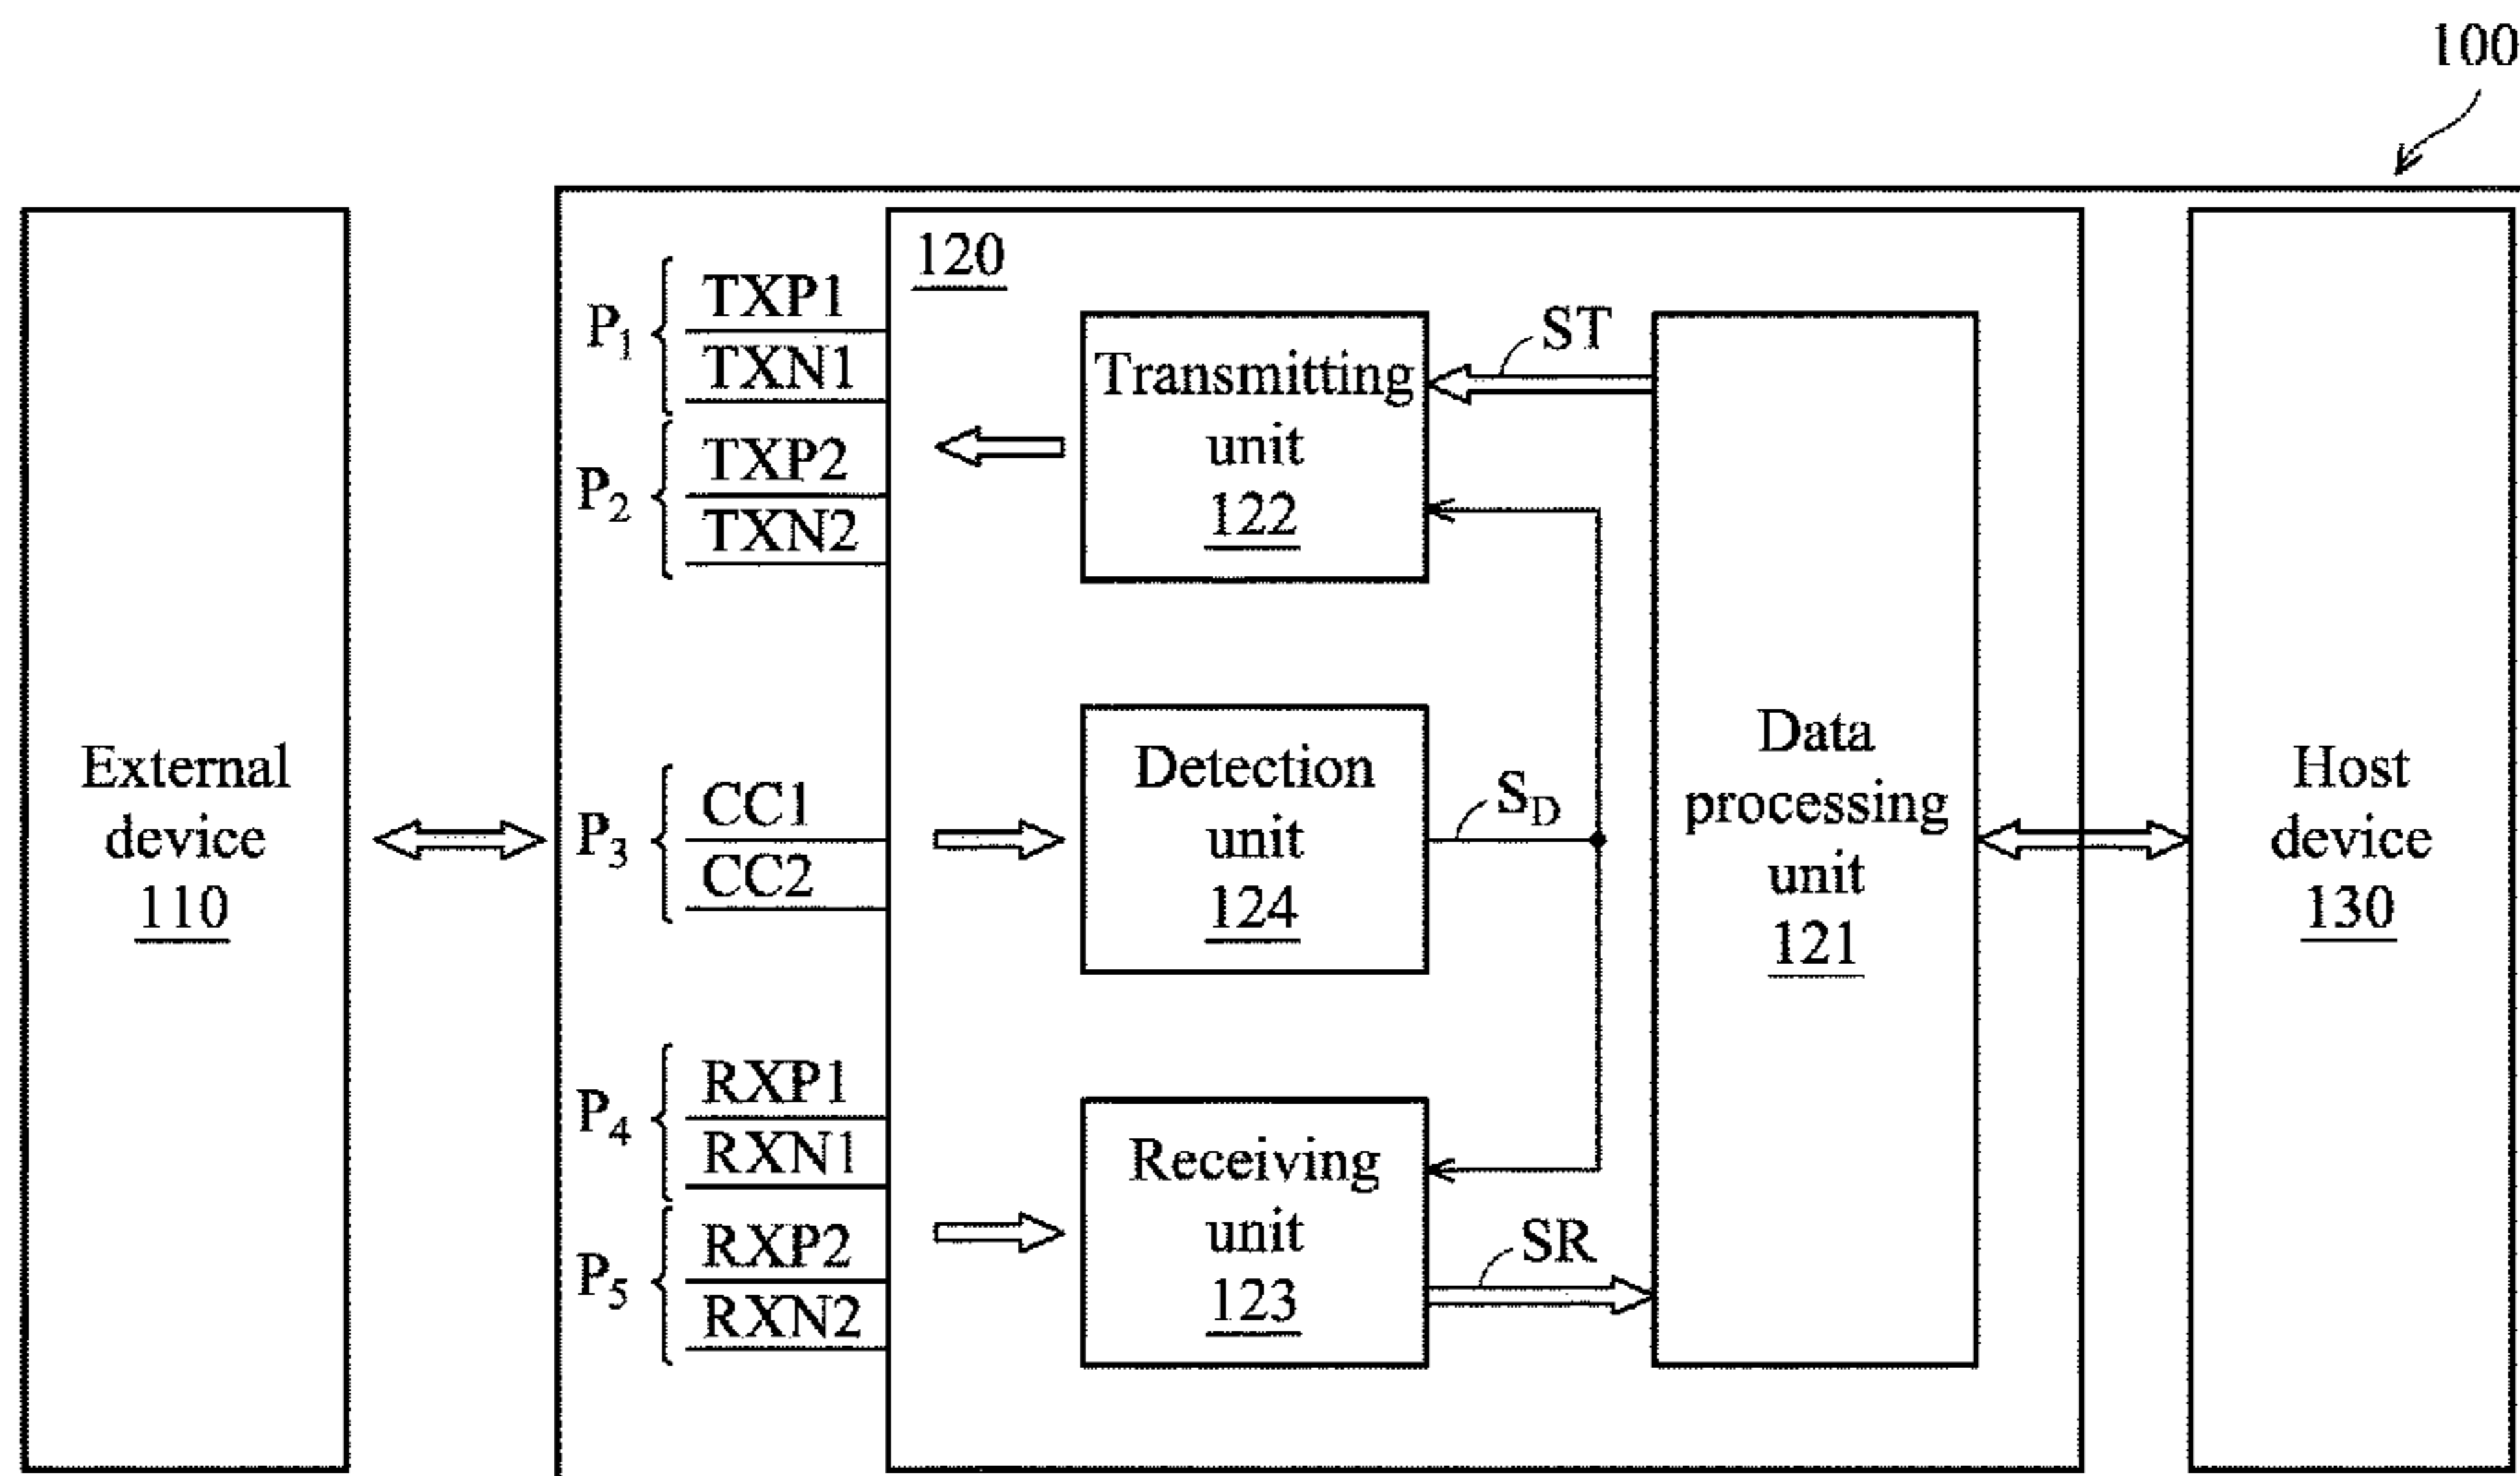 100
External
device
110
P1
TXP1
TXN1
P2
TXP2
TXN2
P3
CC1
CC2
P4
RXP1
RXN1
P5
RXP2
RXN2
120
Transmitting
unit
122
ST
Detection
unit
124
SD
Receiving
unit
123
SR
Data
processing
unit
121
Host
device
130